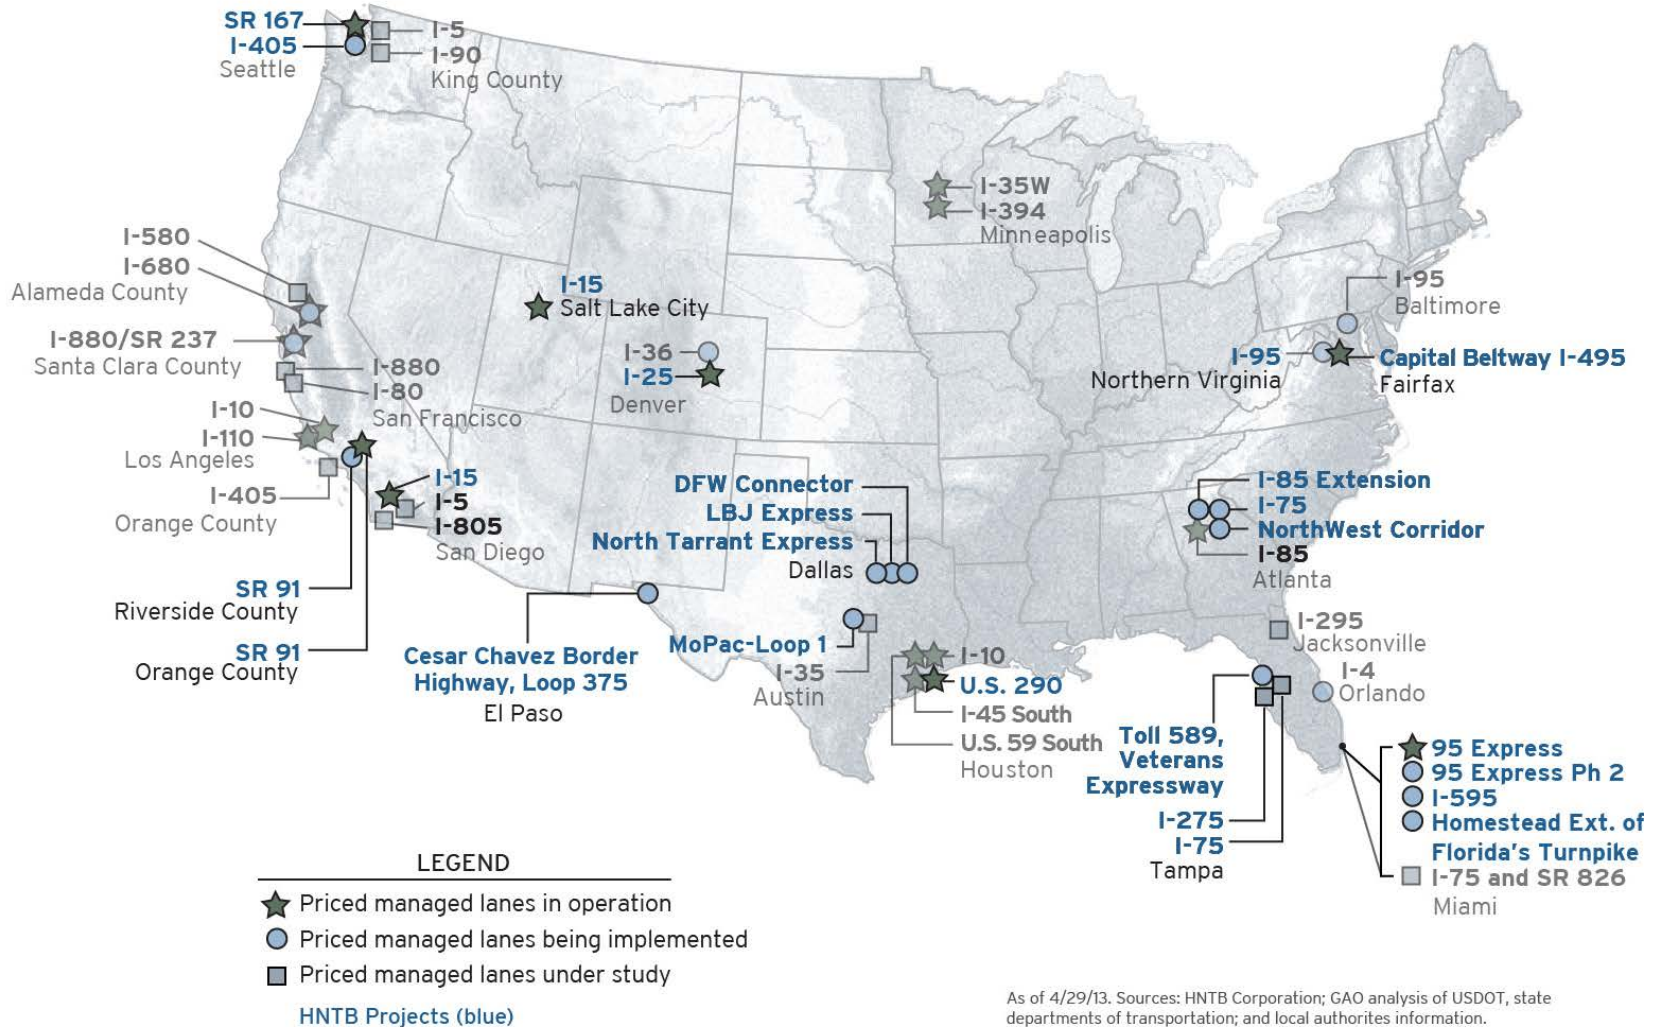 SR 167
I-405
Seattle
I-5
I-90
King County
I-35W
I-394
Minneapolis
I-580
I-680
Alameda County
I-880/SR 237
Santa Clara County
I-880
I-80
San Francisco
I-10
I-110
Los Angeles
I-405
Orange County
I-15
Salt Lake City
I-36
I-25
Denver
I-95
Baltimore
I-95
Northern Virginia
Capital Beltway I-495
Fairfax
I-15
I-5
I-805
San Diego
SR 91
Riverside County
SR 91
Orange County
DFW Connector
LBJ Express
North Tarrant Express
Dallas
I-85 Extension
I-75
NorthWest Corridor
I-85
Atlanta
Cesar Chavez Border
Highway, Loop 375
El Paso
MoPac-Loop 1
I-35
Austin
I-10
U.S. 290
I-45 South
U.S. 59 South
Houston
I-295
Jacksonville
I-4
Orlando
Toll 589,
Veterans
Expressway
I-275
I-75
Tampa
95 Express
95 Express Ph 2
I-595
Homestead Ext. of
Florida's Turnpike
I-75 and SR 826
Miami
LEGEND
Priced managed lanes in operation
Priced managed lanes being implemented
Priced managed lanes under study
HNTB Projects (blue)
As of 4/29/13. Sources: HNTB Corporation; GAO analysis of USDOT, state
departments of transportation; and local authorites information.